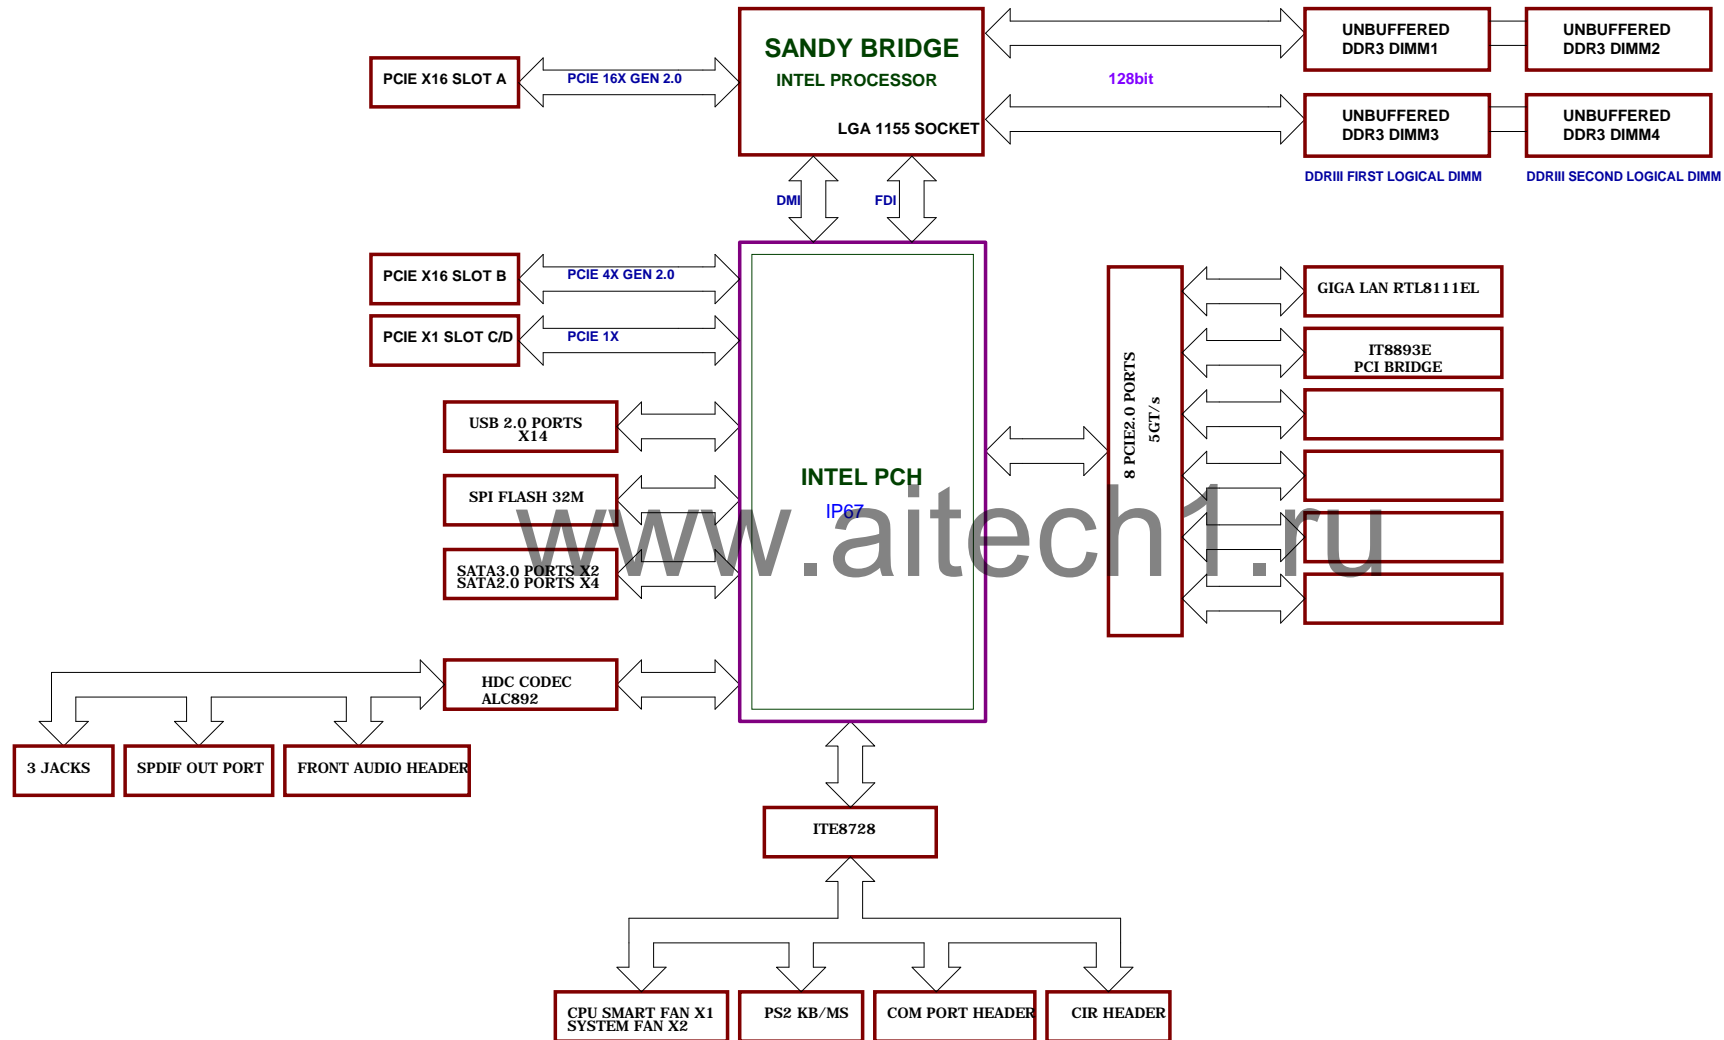 SANDY BRIDGE
INTEL PROCESSOR
LGA 1155 SOCKET
PCIE X16 SLOT A
PCIE 16X GEN 2.0
128bit
UNBUFFERED
DDR3 DIMM1
UNBUFFERED
DDR3 DIMM2
UNBUFFERED
DDR3 DIMM3
UNBUFFERED
DDR3 DIMM4
DDRIII FIRST LOGICAL DIMM
DDRIII SECOND LOGICAL DIMM
DMI
FDI
PCIE X16 SLOT B
PCIE 4X GEN 2.0
PCIE X1 SLOT C/D
PCIE 1X
USB 2.0 PORTS
X14
SPI FLASH 32M
SATA3.0 PORTS X2
SATA2.0 PORTS X4
INTEL PCH
IP67
8 PCIE2.0 PORTS
5GT/s
GIGA LAN RTL8111EL
IT8893E
PCI BRIDGE
www.aitech1.ru
HDC CODEC
ALC892
3 JACKS
SPDIF OUT PORT
FRONT AUDIO HEADER
ITE8728
CPU SMART FAN X1
SYSTEM FAN X2
PS2 KB/MS
COM PORT HEADER
CIR HEADER